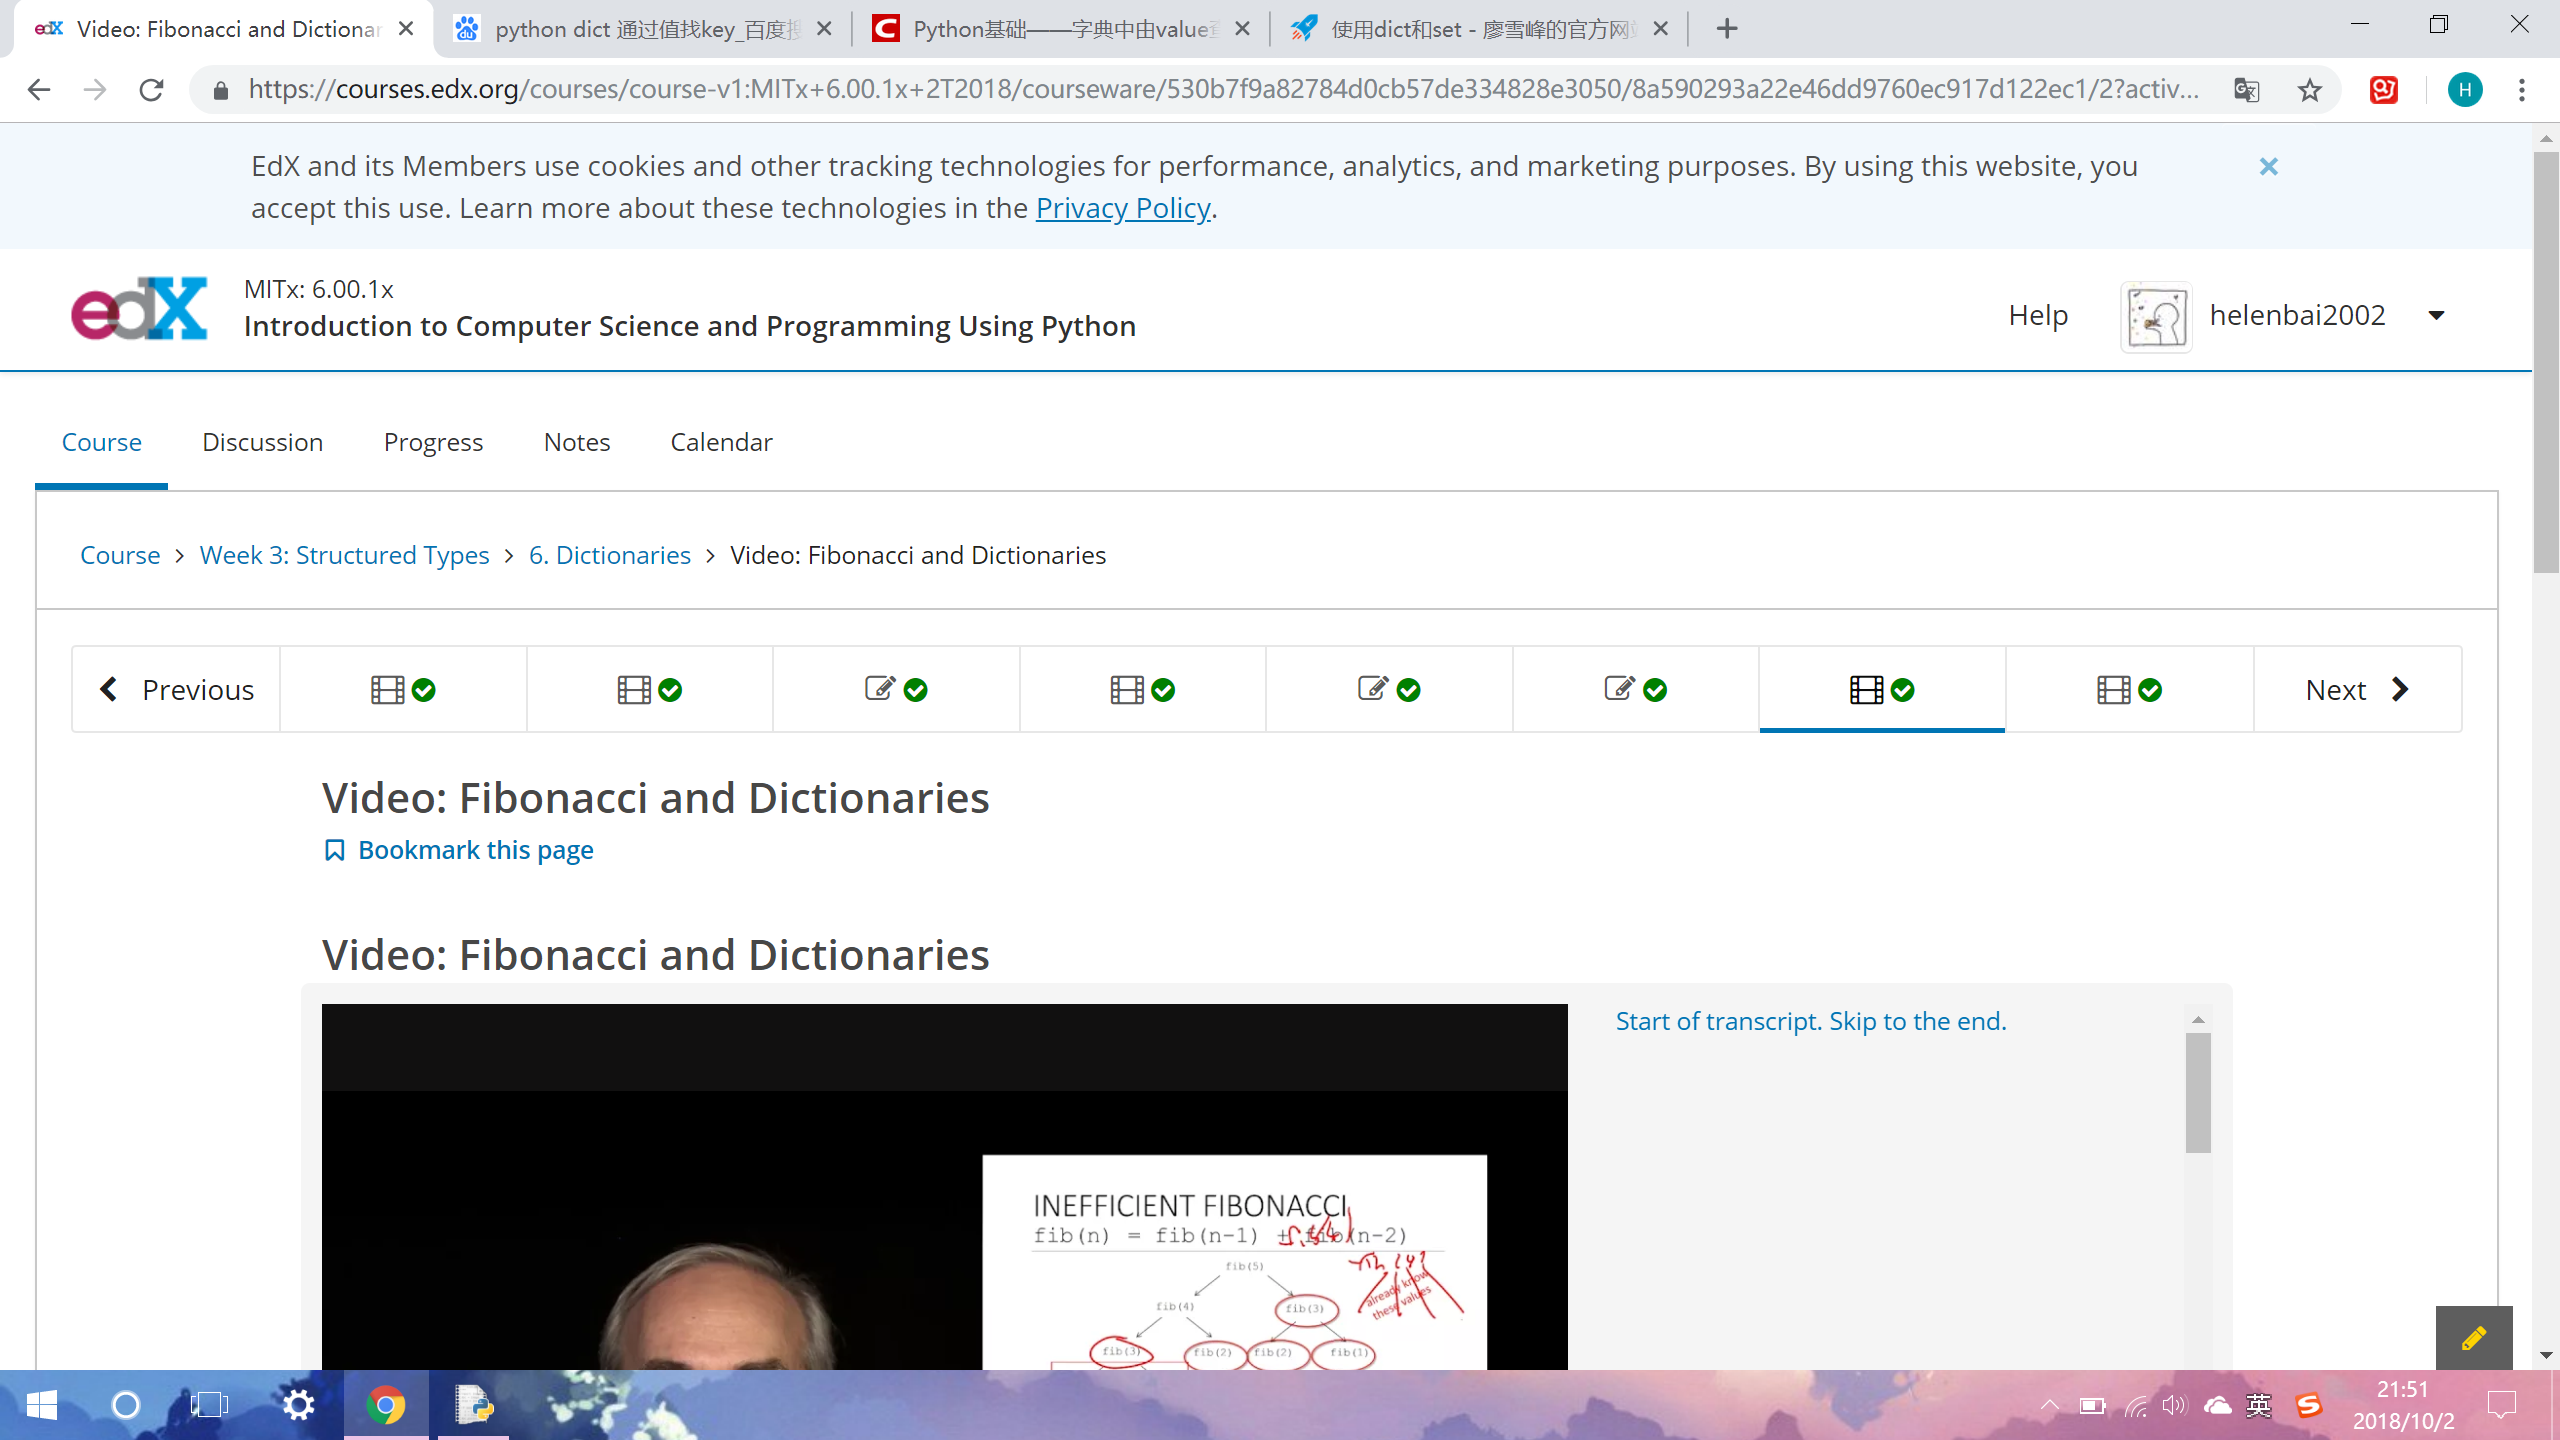 edX Video: Fibonacci and Dictionar
python dict 通过值找key_百度搜
Python基础——字典中由value查
使用dict和set - 廖雪峰的官方网站
https://courses.edx.org/courses/course-v1:MITx+6.00.1x+2T2018/courseware/530b7f9a82784d0cb57de334828e3050/8a590293a22e46dd9760ec917d122ec1/2?activ...
H
EdX and its Members use cookies and other tracking technologies for performance, analytics, and marketing purposes. By using this website, you
accept this use. Learn more about these technologies in the Privacy Policy.
edX
MITx: 6.00.1x
Introduction to Computer Science and Programming Using Python
Help
helenbai2002
Course Discussion Progress Notes Calendar
Course > Week 3: Structured Types > 6. Dictionaries > Video: Fibonacci and Dictionaries
Previous
Next
Video: Fibonacci and Dictionaries
Bookmark this page
Video: Fibonacci and Dictionaries
Start of transcript. Skip to the end.
INEFFICIENT FIBONACCI
fib(n) = fib(n-1) + fib(n-2)
fib(5)
already know
these values
fib(4) fib(3)
fib(3) fib(2) fib(2) fib(1)
英
21:51
2018/10/2